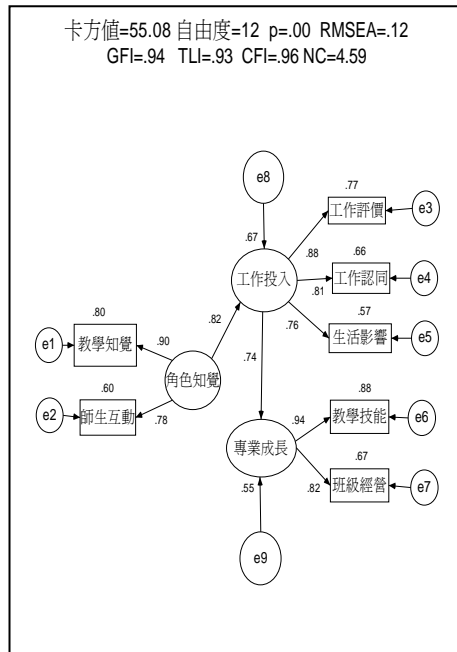 卡方值=55.08 自由度=12 p=.00 RMSEA=.12
GFI=.94 TLI=.93 CFI=.96 NC=4.59
e8
.77
工作評價
e3
.67
.88
.66
工作投入
工作認同
e4
.81
.57
.80
.82
.76
生活影響
e5
e1
教學知覺
.90
.74
角色知覺
.88
.60
教學技能
e6
e2
師生互動
.78
.94
專業成長
.67
.55
.82
班級經營
e7
e9